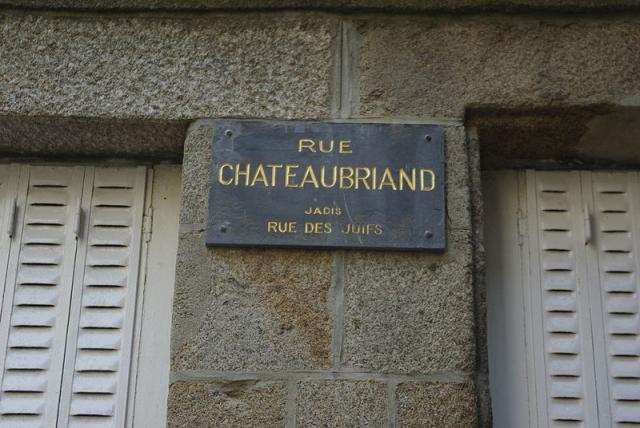 RUE
CHATEAUBRIAND
JADIS
RUE DES JUIFS